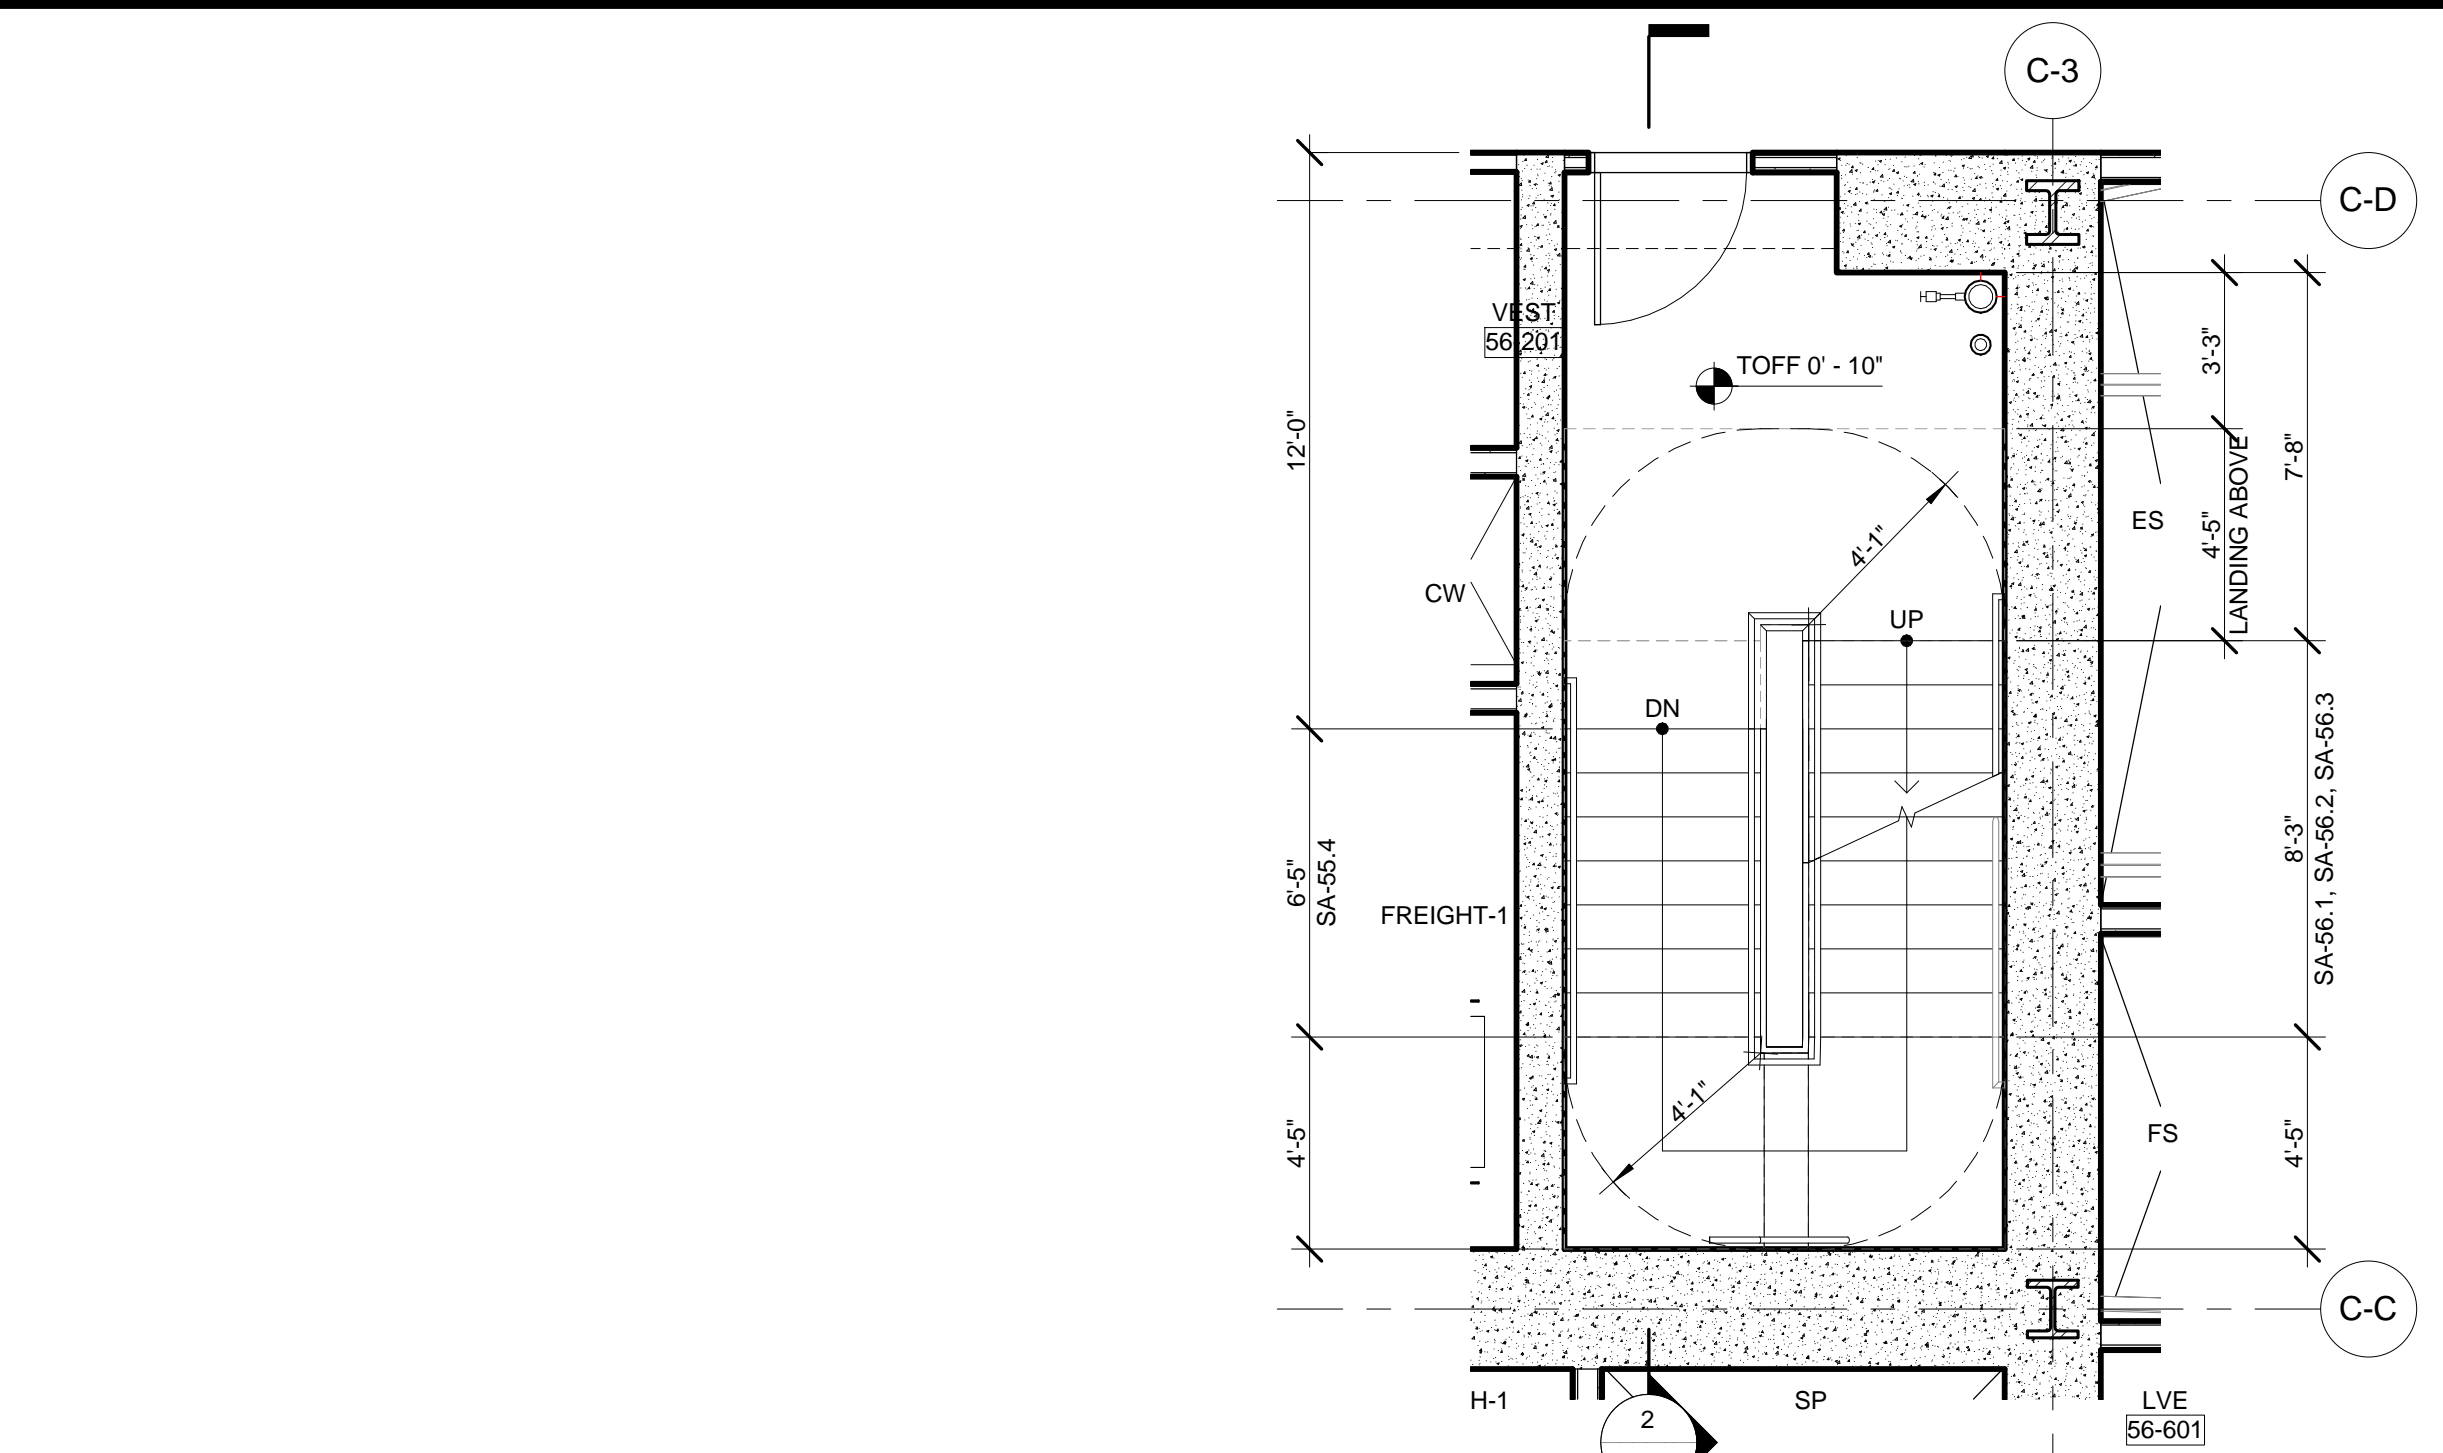 C-3
C-D
VEST
56-201
TOFF 0' - 10"
3'-3"
12'-0"
7'-8"
4'-5"
LANDING ABOVE
ES
4'-1"
CW
UP
DN
8'-3"
SA-56.1, SA-56.2, SA-56.3
6'-5"
SA-55.4
FREIGHT-1
4'-1"
4'-5"
4'-5"
FS
C-C
H-1
SP
LVE
56-601
2